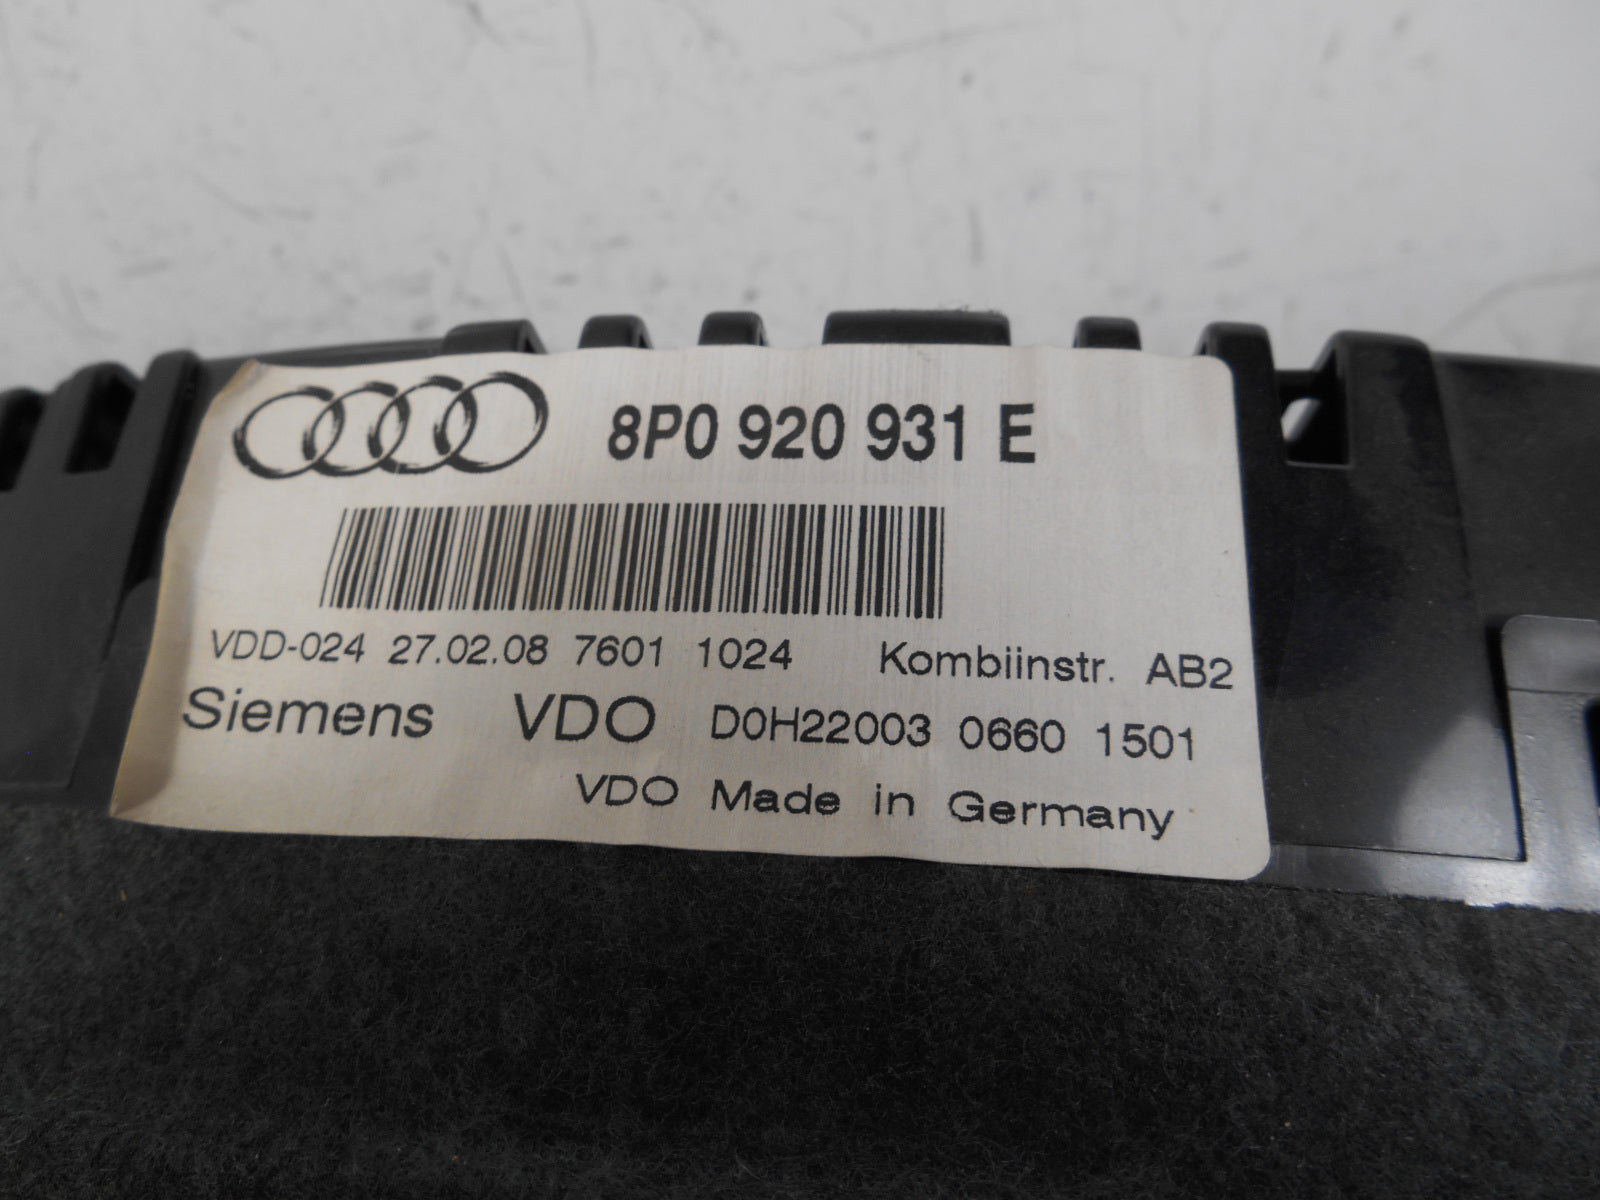 8P0 920 931 E
VDD-024 27.02.08 7601 1024 Kombiinstr. AB2
Siemens VDO D0H22003 0660 1501
VDO Made in Germany